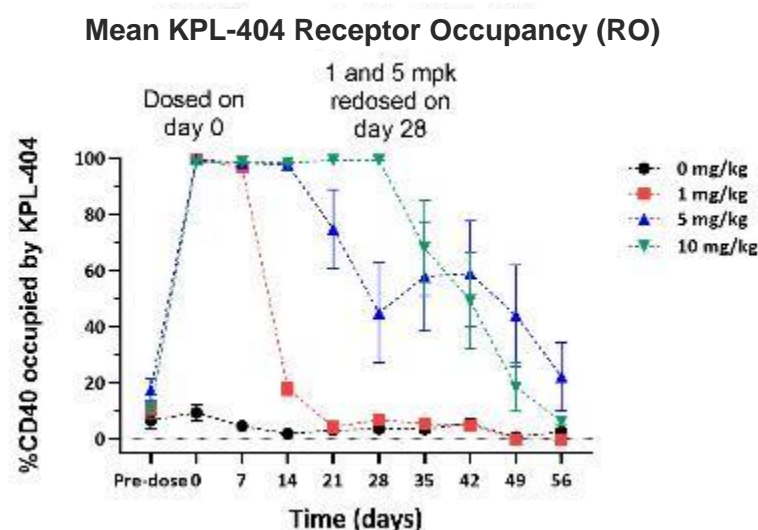 Mean KPL-404 Receptor Occupancy (RO)
Dosed on
day 0
1 and 5 mpk
redosed on
day 28
%CD40 occupied by KPL-404
100
80
60
40
20
0
Pre-dose 0 7 14 21 28 35 42 49 56
Time (days)
0 mg/kg
1 mg/kg
5 mg/kg
10 mg/kg